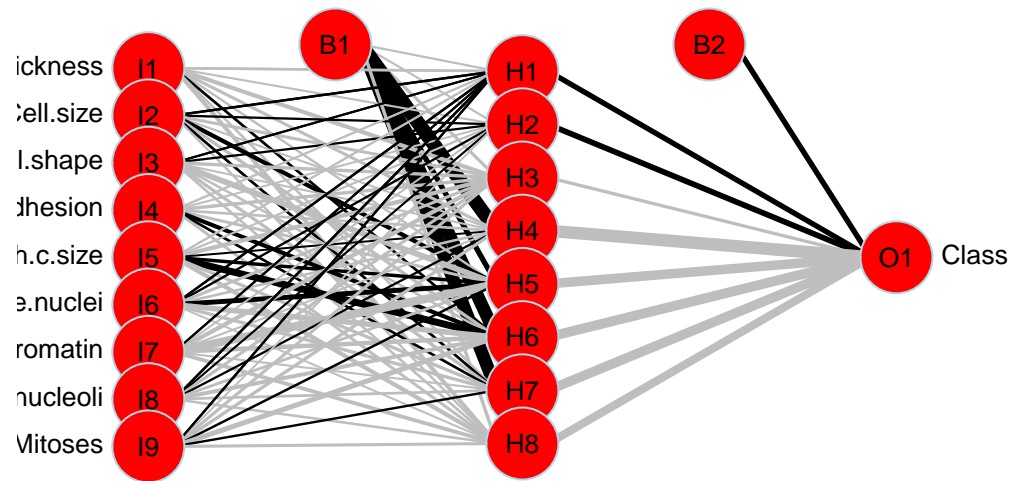 B1
B2
ickness I1 H1
Cell.size I2 H2
l.shape I3 H3
dhesion I4 H4
h.c.size I5 H5 O1 Class
e.nuclei I6 H6
romatin I7 H7
nucleoli I8 H8
Mitoses I9